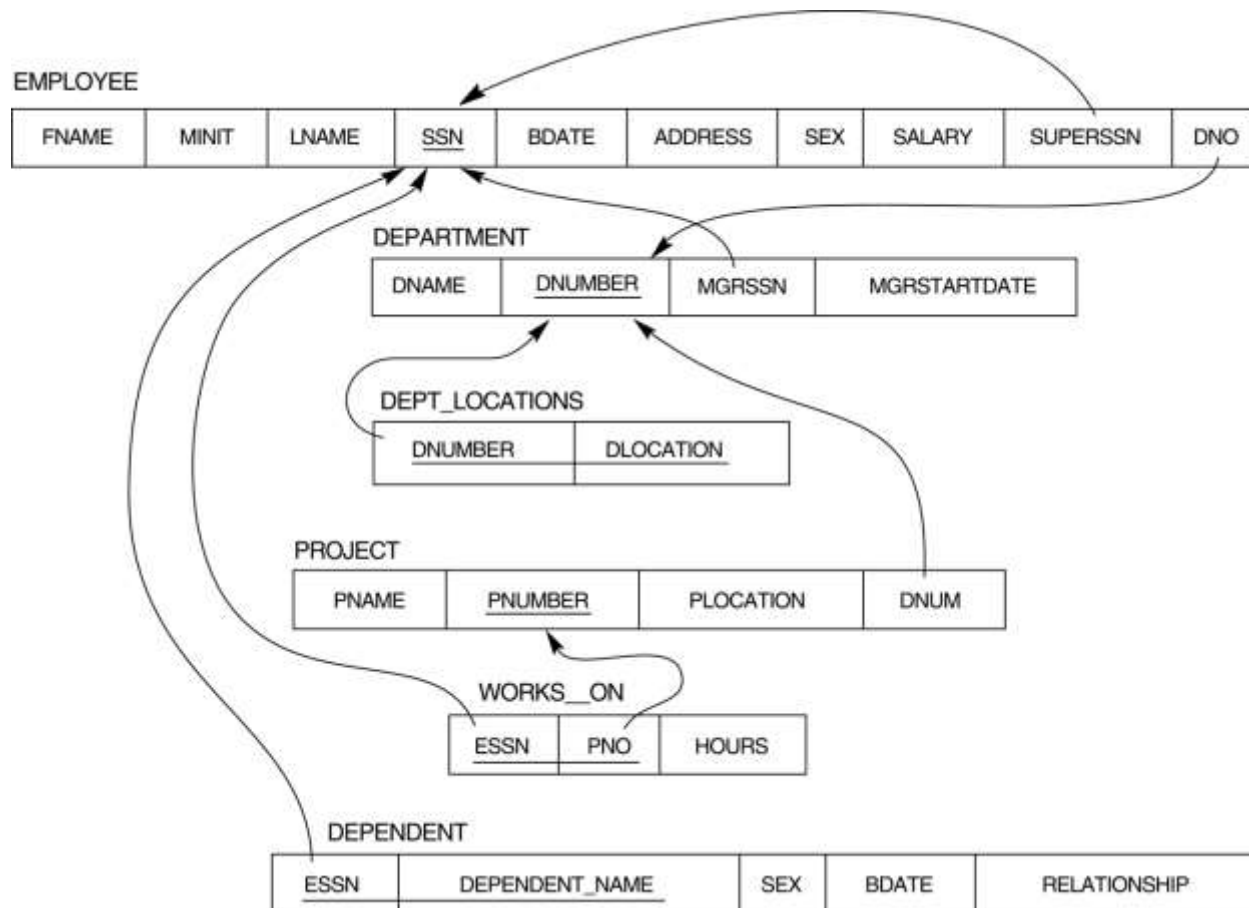 EMPLOYEE
FNAME MINIT LNAME SSN BDATE ADDRESS SEX SALARY SUPERSSN DNO
DEPARTMENT
DNAME DNUMBER MGRSSN MGRSTARTDATE
DEPT_LOCATIONS
DNUMBER DLOCATION
PROJECT
PNAME PNUMBER PLOCATION DNUM
WORKS__ON
ESSN PNO HOURS
DEPENDENT
ESSN DEPENDENT_NAME SEX BDATE RELATIONSHIP